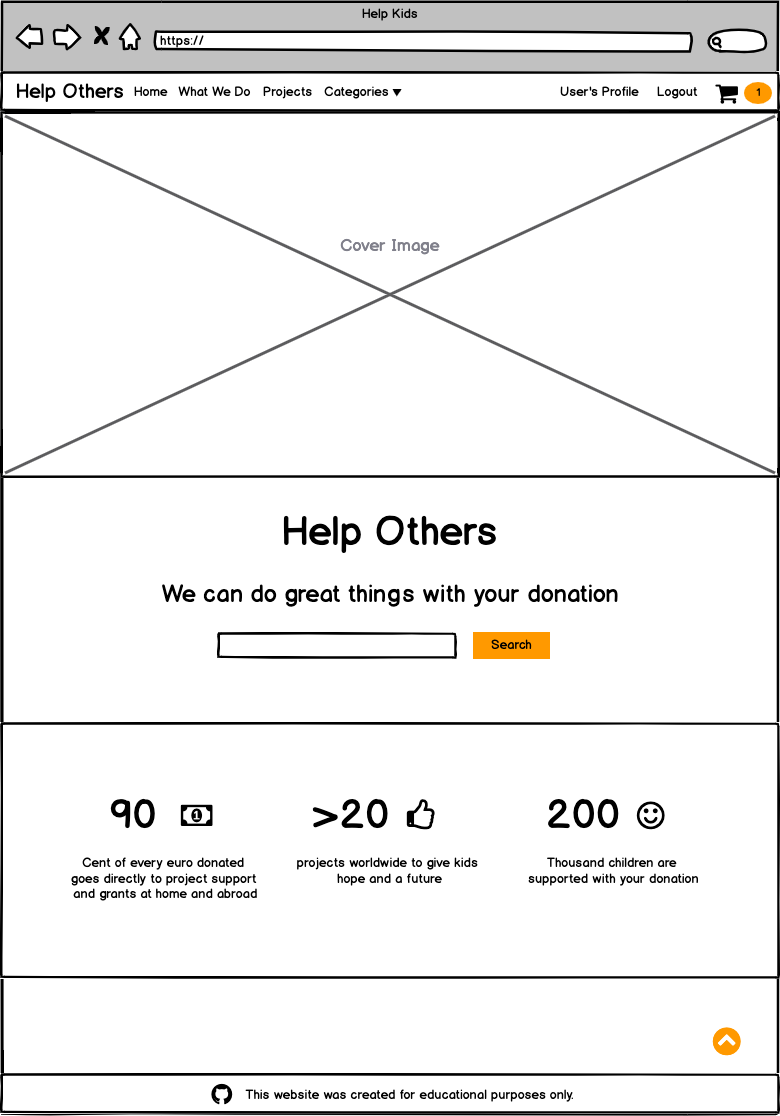 Help Kids
https://
Help Others Home What We Do Projects Categories User's Profile Logout 1
Cover Image
Help Others
We can do great things with your donation
Search
90
Cent of every euro donated
goes directly to project support
and grants at home and abroad
>20
projects worldwide to give kids
hope and a future
200
Thousand children are
supported with your donation
This website was created for educational purposes only.